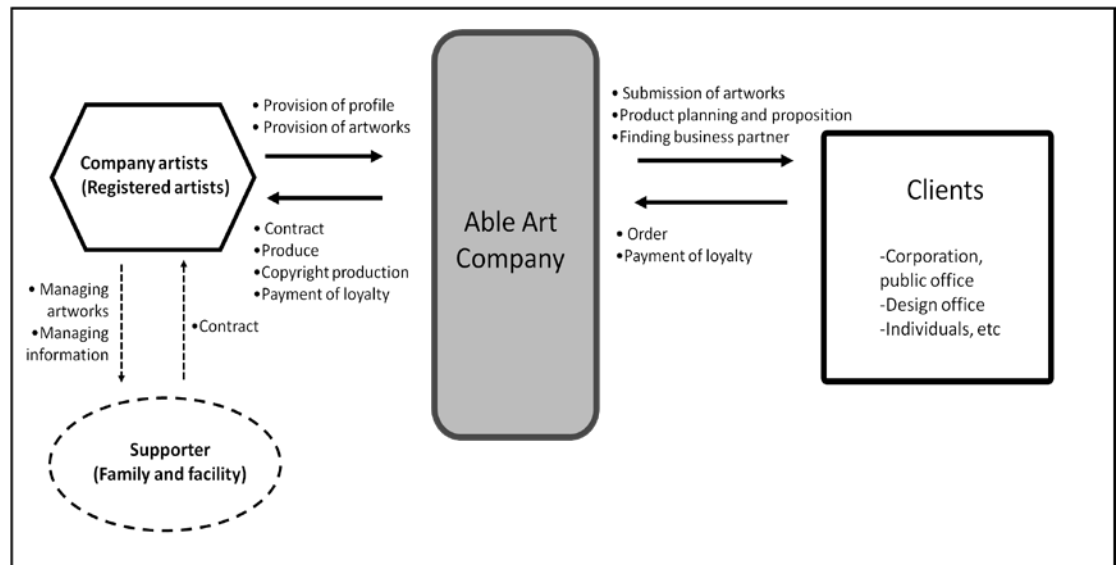 • Provision of profile
• Provision of artworks
Company artists
(Registered artists)
• Contract
•Produce
•Copyright production
•Payment of loyalty
• Managing
artworks
•Managing
information
•Contract
Supporter
(Family and facility)
Able Art
Company
• Submission of artworks
•Product planning and proposition
•Finding business partner
•Order
•Payment of loyalty
Clients
-Corporation,
public office
-Design office
-Individuals, etc